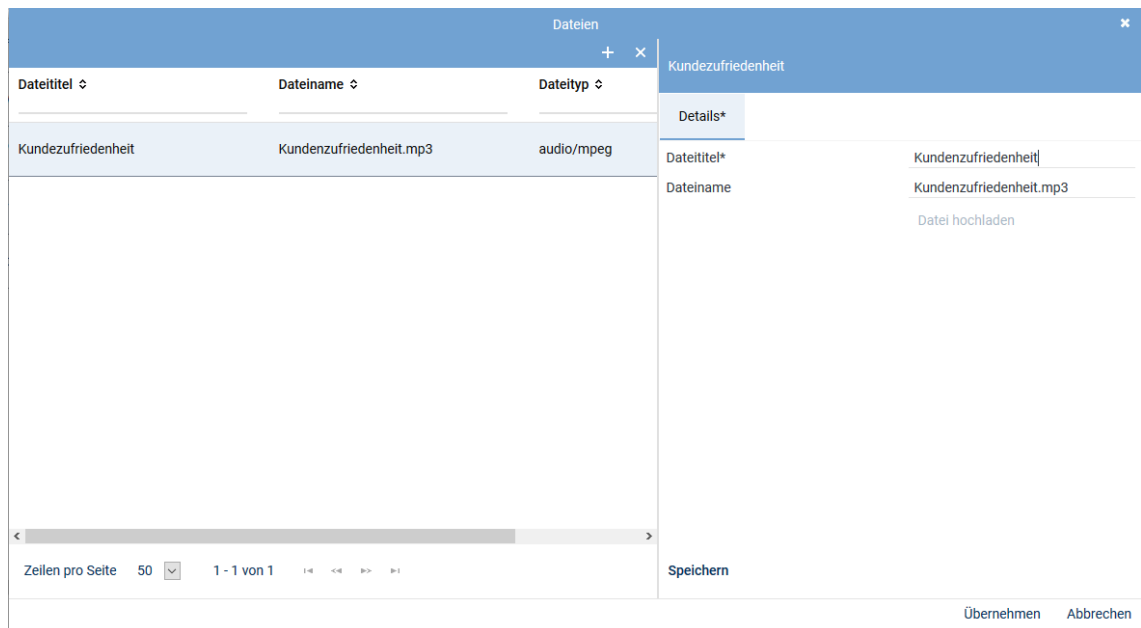 Dateien
Kundezufriedenheit
Dateititel Dateiname Dateityp
Details*
Kundezufriedenheit Kundenzufriedenheit.mp3 audio/mpeg
Dateititel* Kundenzufriedenheit
Dateiname Kundenzufriedenheit.mp3
Datei hochladen
Zeilen pro Seite 50 1 - 1 von 1
Speichern
Übernehmen Abbrechen